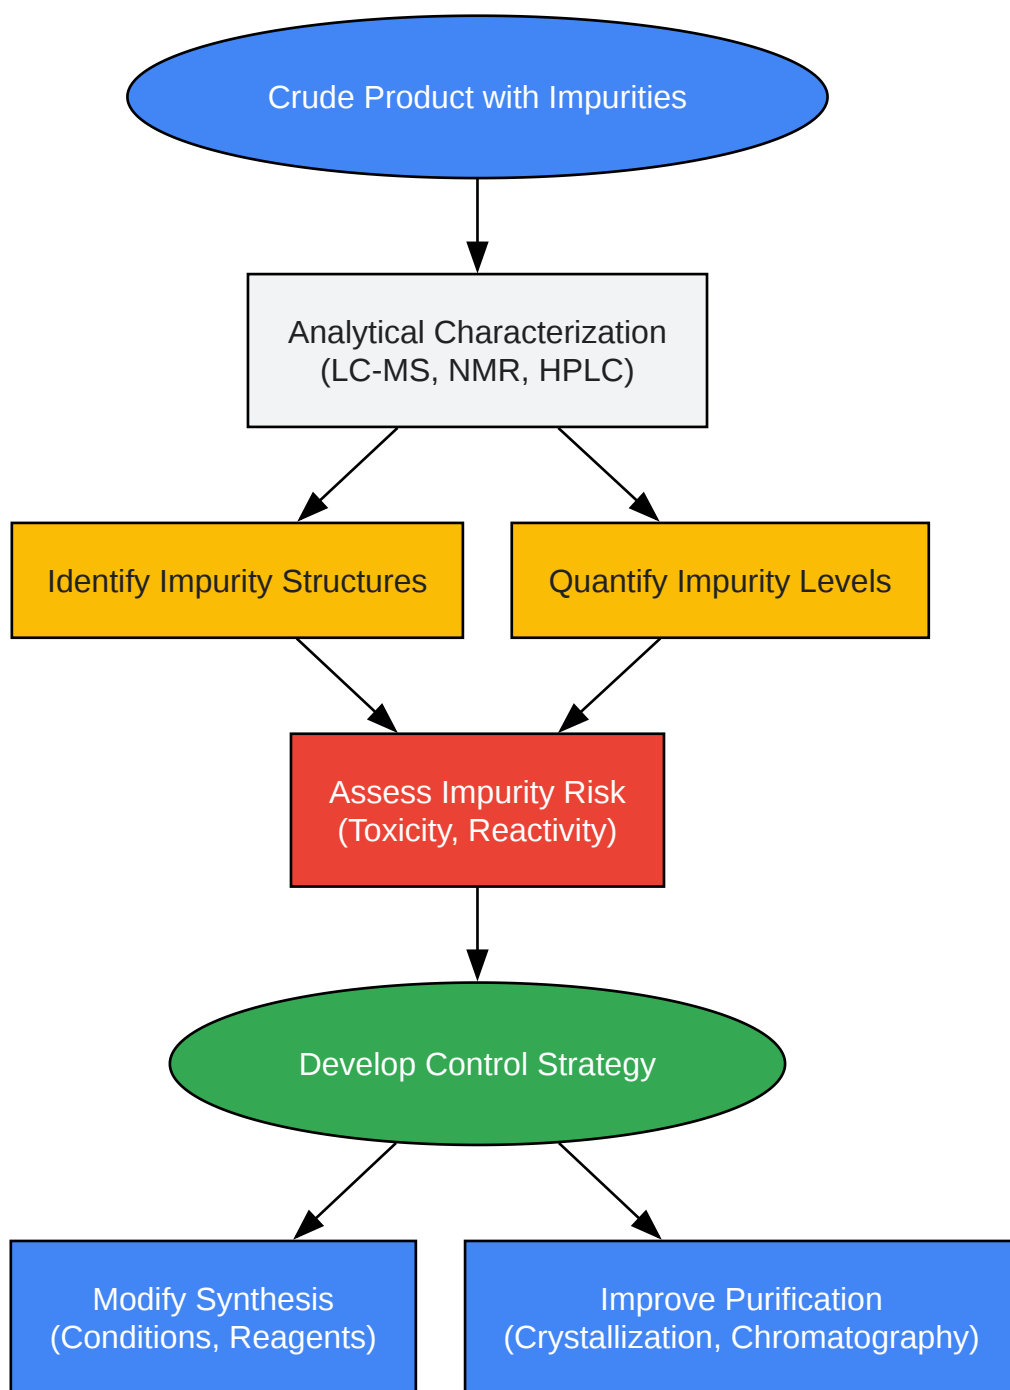 Crude Product with Impurities
Analytical Characterization
(LC-MS, NMR, HPLC)
Identify Impurity Structures
Quantify Impurity Levels
Assess Impurity Risk
(Toxicity, Reactivity)
Develop Control Strategy
Modify Synthesis
(Conditions, Reagents)
Improve Purification
(Crystallization, Chromatography)